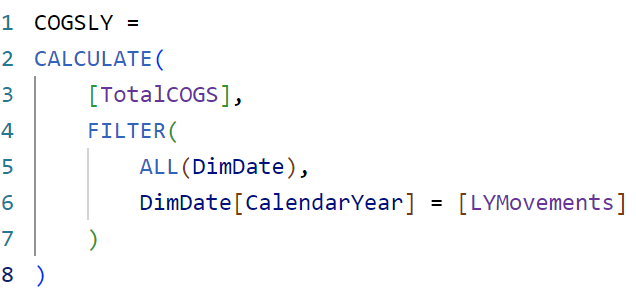 1 COGSLY =
2 CALCULATE(
3 [TotalCOGS],
4 FILTER(
5 ALL(DimDate),
6 DimDate[CalendarYear] = [LYMovements]
7 )
8 )